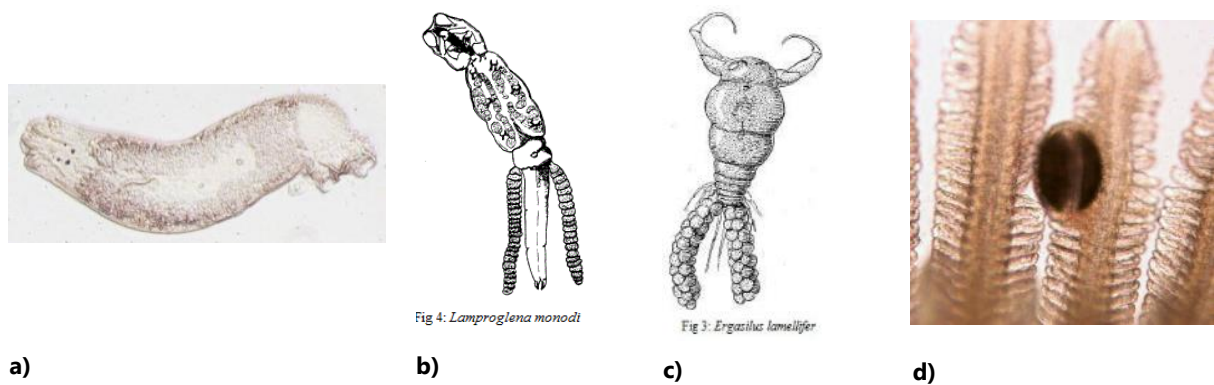 Fig 4: Lamproglena monodi
Fig 3: Ergasilus lamellifer
a)
b)
c)
d)